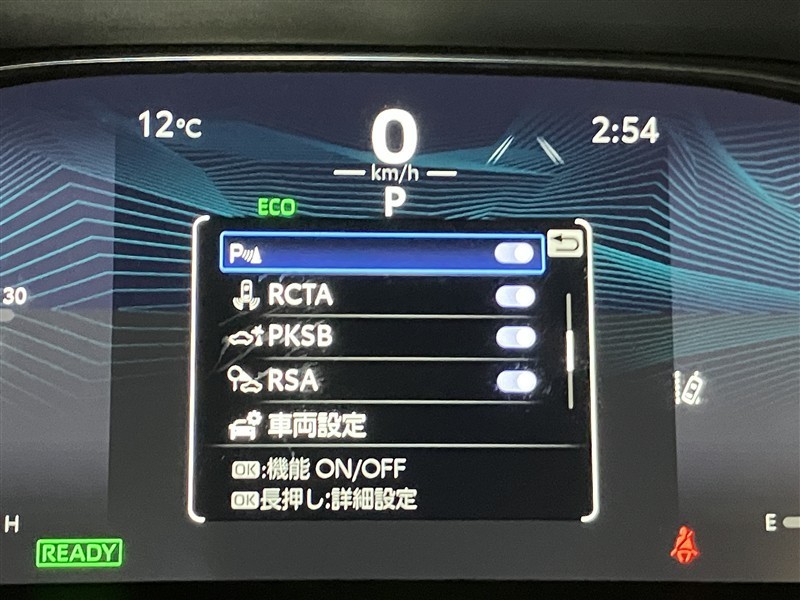 12℃
0
2:54
km/h
ECO
P
P
RCTA
30
PKSB
RSA
車両設定
OK:機能 ON/OFF
OK長押し:詳細設定
H
E
READY